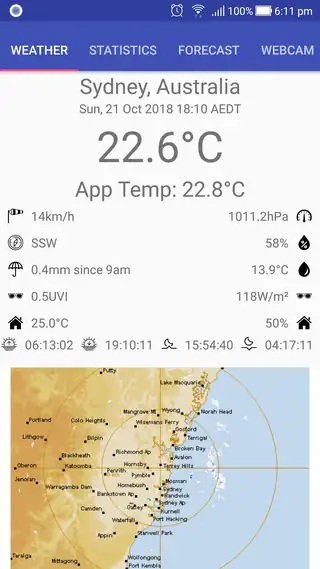 100% 6:11 pm
WEATHER STATISTICS FORECAST WEBCAM
Sydney, Australia
Sun, 21 Oct 2018 18:10 AEDT
22.6°C
App Temp: 22.8°C
14km/h 1011.2hPa
SSW 58%
0.4mm since 9am 13.9°C
0.5UVI 118W/m²
25.0°C 50%
06:13:02 19:10:11 15:54:40 04:17:11
Putty
Lake Macquarie
Mangrove Mt Wyong Norah Head
Portland Colo Heights Wisemans Ferry
Gosford
Lithgow Bilpin Terrigal
Broken Bay
Blackheath Richmond Ap Avalon
Oberon Katoomba Hornsby Terrey Hills
Penrith Pymble
Jenoran Warragamba Dam Homebush Mosman
Sydney
Bankstown Ap Randwick
Sydney Ap
Camden Oatley Kurnell
Waterfall Port Hacking
Appin Stanwell Park
Taralga Mittagong Wollongong
Port Kembla